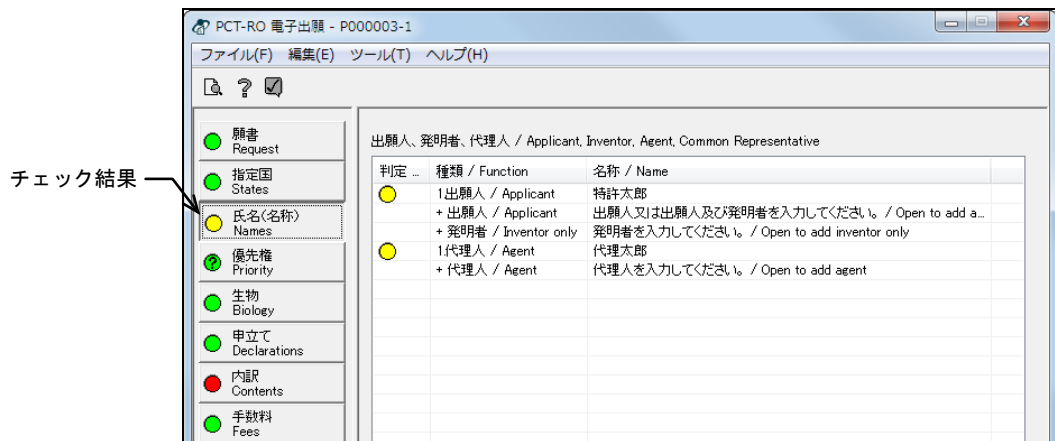 PCT-RO 電子出願 - P000003-1
ファイル(F) 編集(E) ツール(T) ヘルプ(H)
チェック結果
願書
Request
指定国
States
氏名(名称)
Names
優先権
Priority
生物
Biology
申立て
Declarations
内訳
Contents
手数料
Fees
出願人、発明者、代理人 / Applicant, Inventor, Agent, Common Representative
判定 ... 種類 / Function 名称 / Name
1出願人 / Applicant 特許太郎
+ 出願人 / Applicant 出願人又は出願人及び発明者を入力してください。 / Open to add a...
+ 発明者 / Inventor only 発明者を入力してください。 / Open to add inventor only
1代理人 / Agent 代理太郎
+ 代理人 / Agent 代理人を入力してください。 / Open to add agent